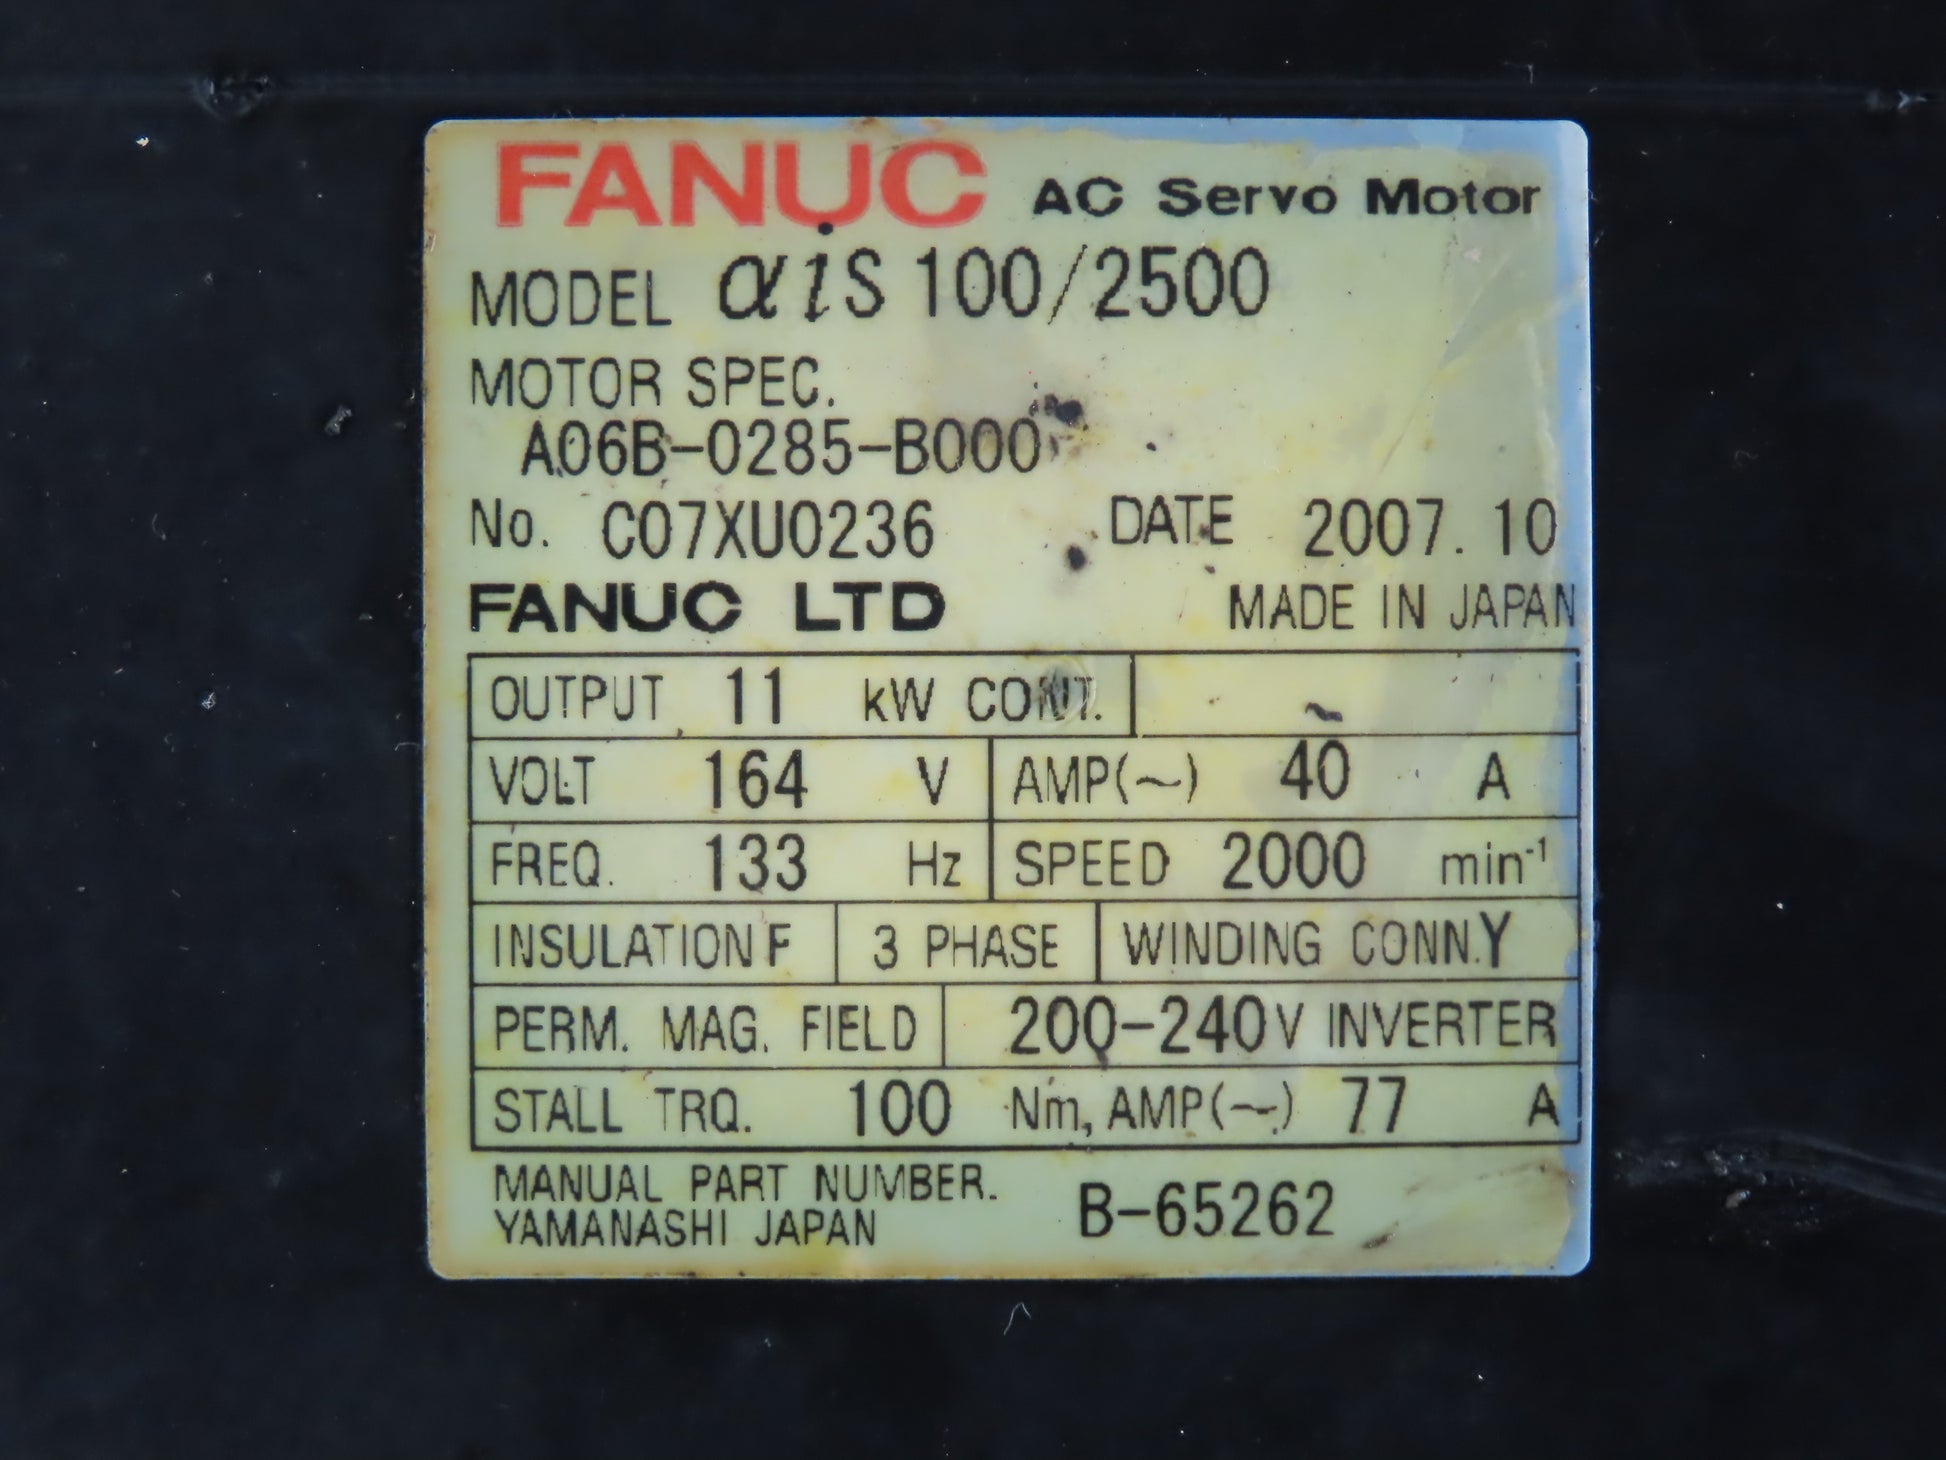 FANUC AC Servo Motor
MODEL αiS 100/2500
MOTOR SPEC.
A06B-0285-B000
No. C07XU0236 DATE 2007.10
FANUC LTD MADE IN JAPAN
OUTPUT 11 kW CONT. ~
VOLT 164 V AMP(~) 40 A
FREQ. 133 Hz SPEED 2000 min⁻¹
INSULATION F 3 PHASE WINDING CONN.Y
PERM. MAG. FIELD 200-240V INVERTER
STALL TRQ. 100 Nm, AMP(~) 77 A
MANUAL PART NUMBER. B-65262
YAMANASHI JAPAN